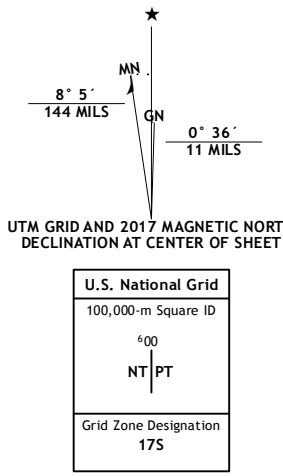 ★
MN
8° 5´
144 MILS
GN
0° 36´
11 MILS
UTM GRID AND 2017 MAGNETIC NORT
DECLINATION AT CENTER OF SHEET
U.S. National Grid
100,000-m Square ID
⁶00
NT PT
Grid Zone Designation
17S